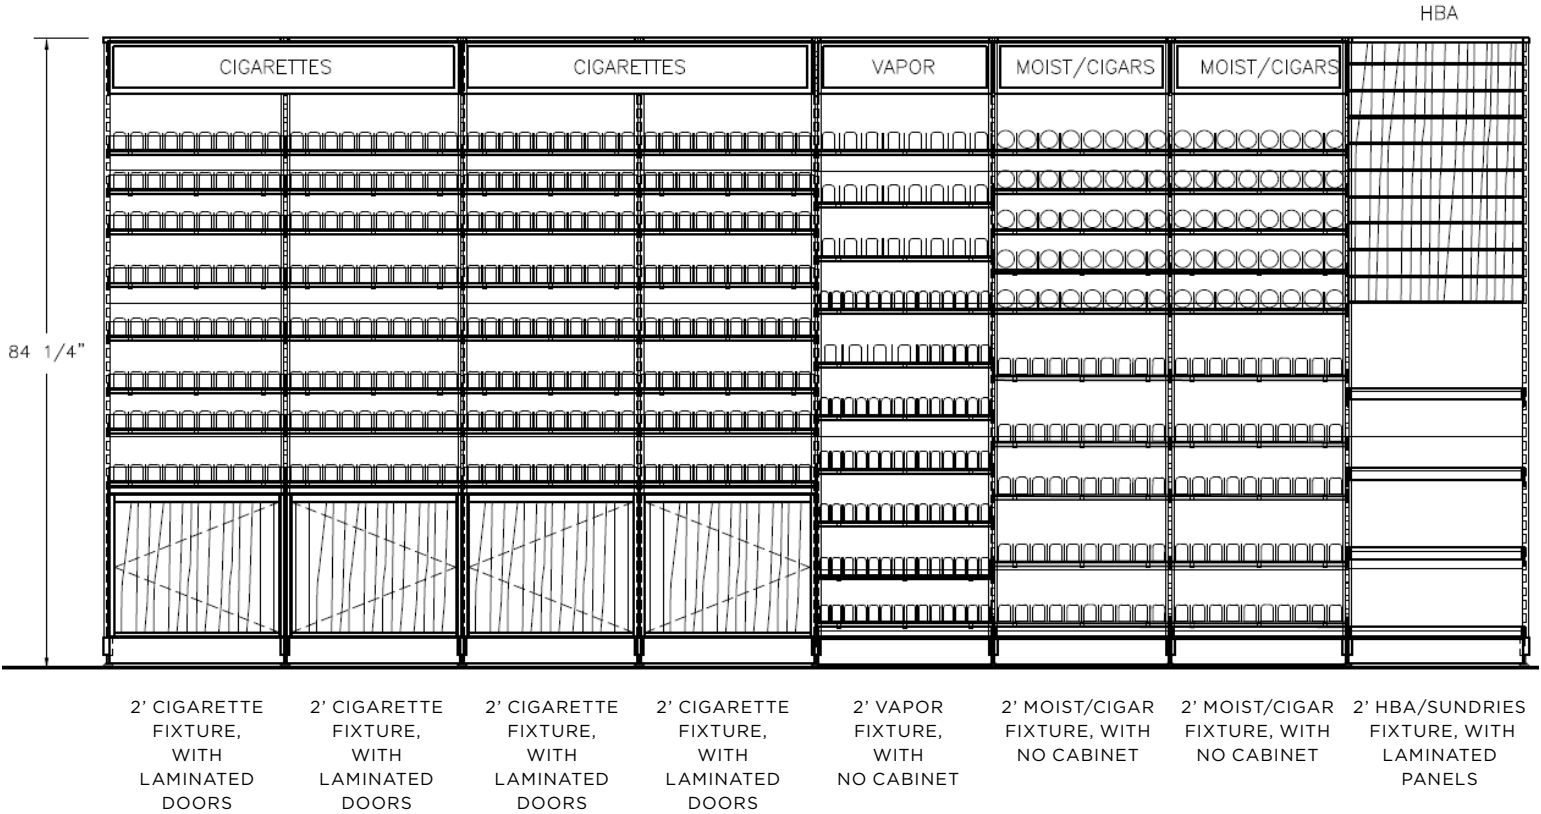 HBA
CIGARETTES
CIGARETTES
VAPOR
MOIST/CIGARS
MOIST/CIGARS
84 1/4”
2’ CIGARETTE
FIXTURE,
WITH
LAMINATED
DOORS
2’ CIGARETTE
FIXTURE,
WITH
LAMINATED
DOORS
2’ CIGARETTE
FIXTURE,
WITH
LAMINATED
DOORS
2’ CIGARETTE
FIXTURE,
WITH
LAMINATED
DOORS
2’ VAPOR
FIXTURE,
WITH
NO CABINET
2’ MOIST/CIGAR
FIXTURE, WITH
NO CABINET
2’ MOIST/CIGAR
FIXTURE, WITH
NO CABINET
2’ HBA/SUNDRIES
FIXTURE, WITH
LAMINATED
PANELS